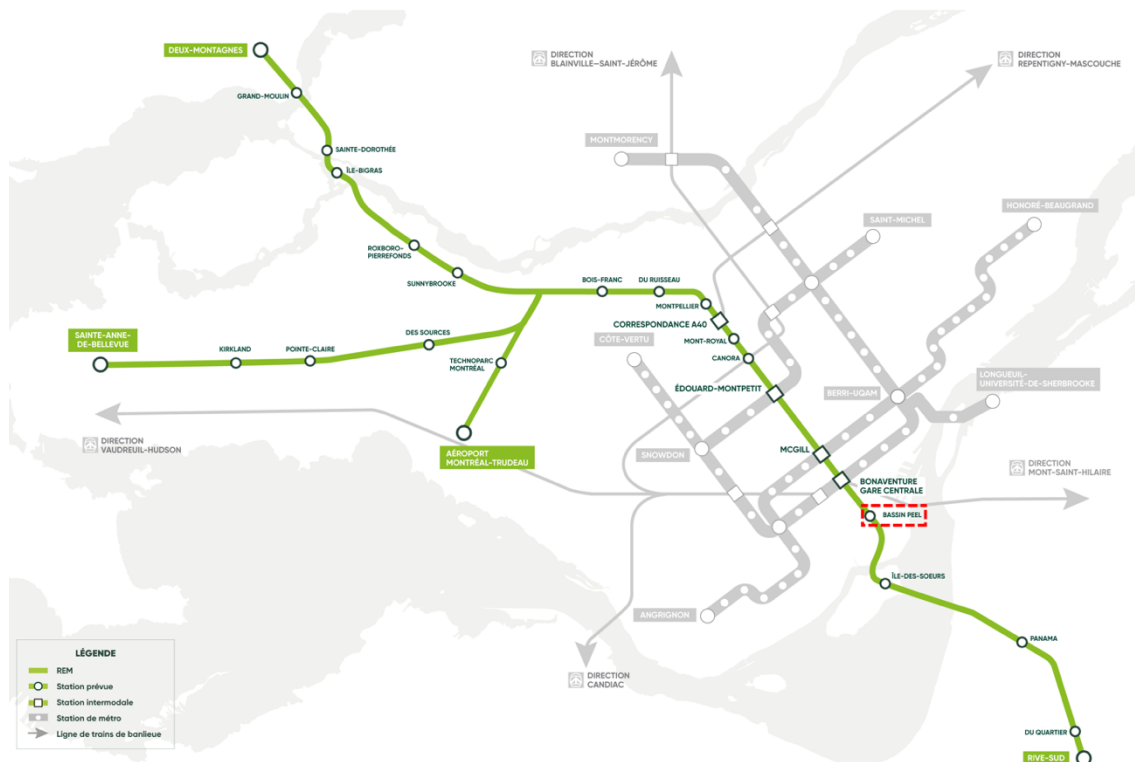 DEUX-MONTAGNES
GRAND-MOULIN
SAINTE-DOROTHÉE
ÎLE-BIGRAS
ROXBORO-
PIERREFONDS
SUNNYBROOKE
BOIS-FRANC
DU RUISSEAU
MONTPELLIER
CORRESPONDANCE A40
MONT-ROYAL
CANORA
ÉDOUARD-MONTPETIT
MCGILL
BONAVENTURE
GARE CENTRALE
BASSIN PEEL
ÎLE-DES-SOEURS
PANAMA
DU QUARTIER
RIVE-SUD
SAINTE-ANNE-
DE-BELLEVUE
KIRKLAND
POINTE-CLAIRE
DES SOURCES
TECHNOPARC
MONTRÉAL
AÉROPORT
MONTRÉAL-TRUDEAU
DIRECTION
BLAINVILLE–SAINT-JÉRÔME
DIRECTION
REPENTIGNY-MASCOUCHE
MONTMORENCY
SAINT-MICHEL
HONORÉ-BEAUGRAND
CÔTE-VERTU
BERRI-UQAM
LONGUEUIL-
UNIVERSITÉ-DE-SHERBROOKE
SNOWDON
ANGRIGNON
DIRECTION
VAUDREUIL-HUDSON
DIRECTION
MONT-SAINT-HILAIRE
DIRECTION
CANDIAC
LÉGENDE
REM
Station prévue
Station intermodale
Station de métro
Ligne de trains de banlieue